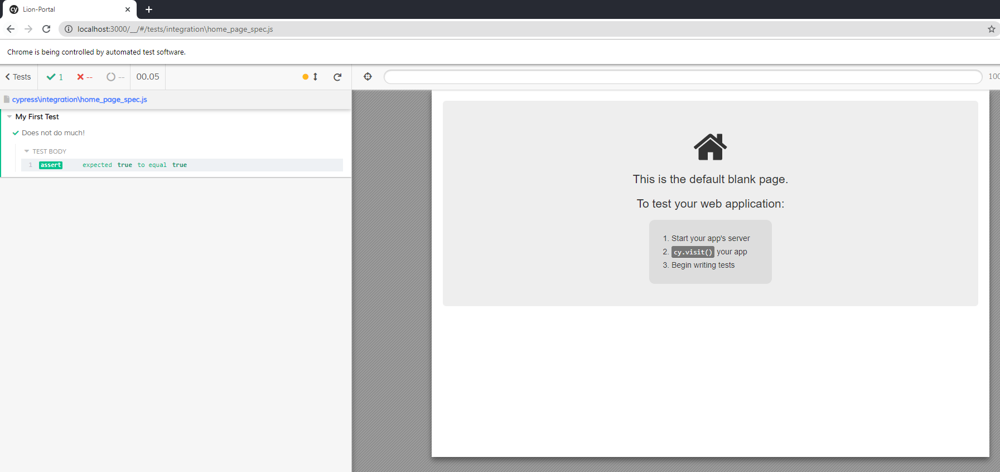 cy Lion-Portal
localhost:3000/__/#/tests/integration\home_page_spec.js
Chrome is being controlled by automated test software.
Tests 1 -- -- 00.05 100
cypress\integration\home_page_spec.js
My First Test
Does not do much!
TEST BODY
1 assert expected true to equal true
This is the default blank page.
To test your web application:
1. Start your app's server
2. cy.visit() your app
3. Begin writing tests